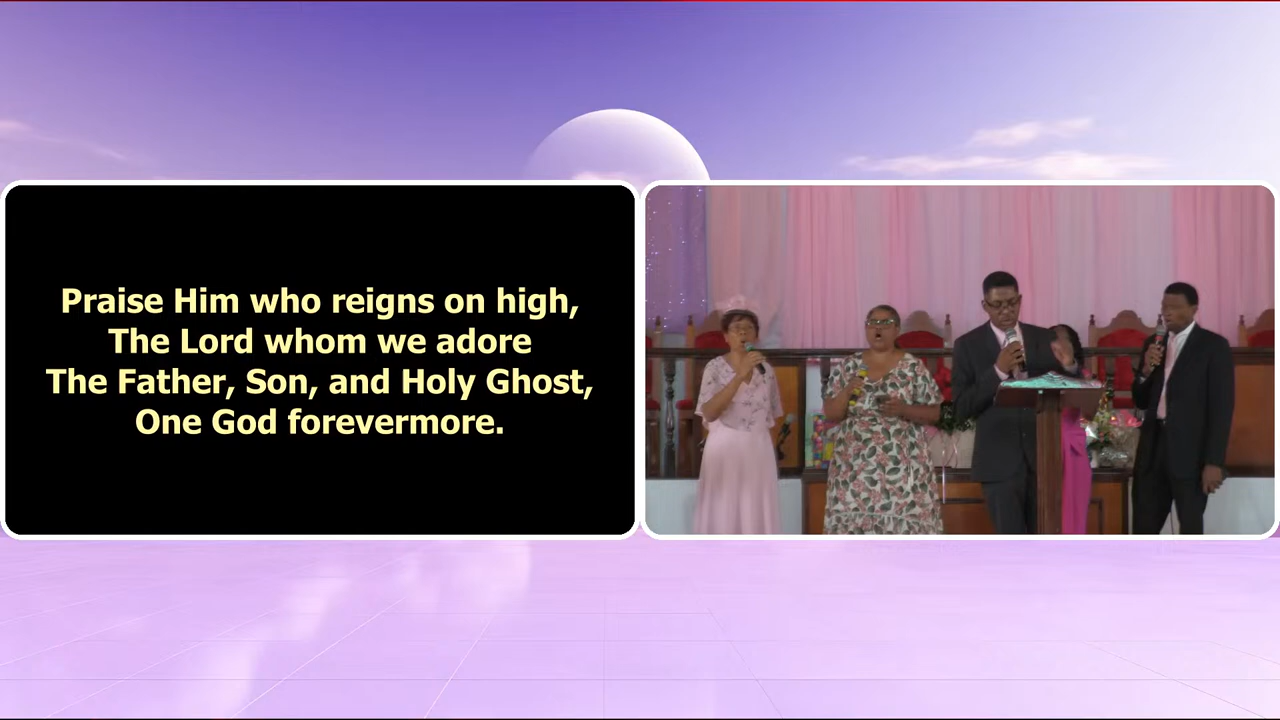 Praise Him who reigns on high,
The Lord whom we adore
The Father, Son, and Holy Ghost,
One God forevermore.